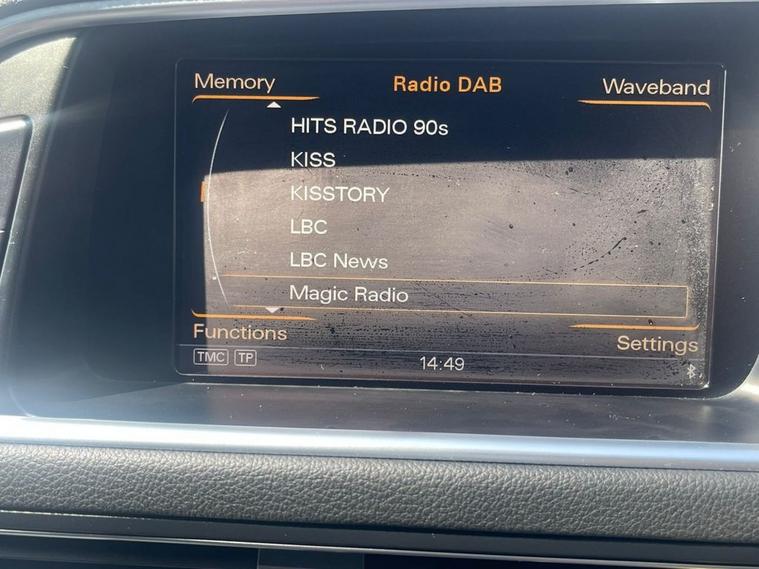 Memory Radio DAB Waveband
HITS RADIO 90s
KISS
KISSTORY
LBC
LBC News
Magic Radio
Functions Settings
TMC TP 14:49